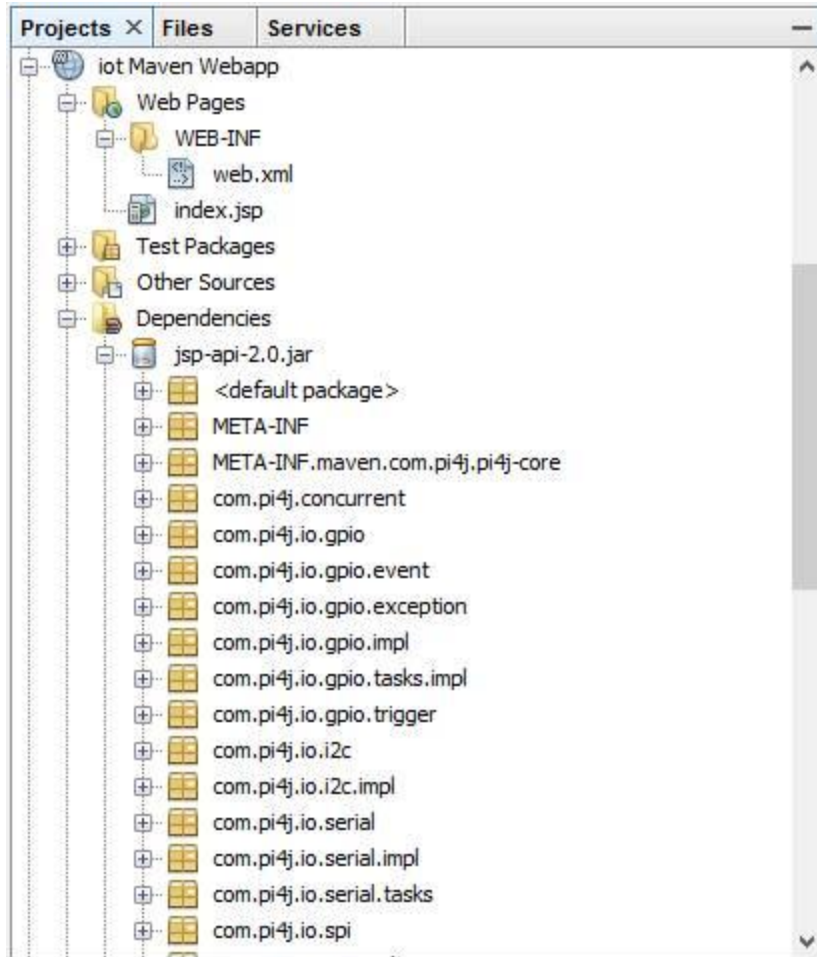 Projects Files Services
iot Maven Webapp
Web Pages
WEB-INF
web.xml
index.jsp
Test Packages
Other Sources
Dependencies
jsp-api-2.0.jar
<default package>
META-INF
META-INF.maven.com.pi4j.pi4j-core
com.pi4j.concurrent
com.pi4j.io.gpio
com.pi4j.io.gpio.event
com.pi4j.io.gpio.exception
com.pi4j.io.gpio.impl
com.pi4j.io.gpio.tasks.impl
com.pi4j.io.gpio.trigger
com.pi4j.io.i2c
com.pi4j.io.i2c.impl
com.pi4j.io.serial
com.pi4j.io.serial.impl
com.pi4j.io.serial.tasks
com.pi4j.io.spi